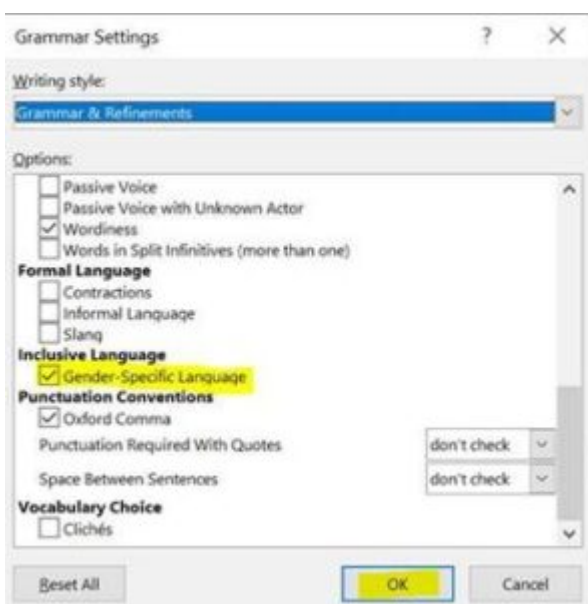 Grammar Settings ? ×
Writing style:
Grammar & Refinements
Options:
Passive Voice
Passive Voice with Unknown Actor
Wordiness
Words in Split Infinitives (more than one)
Formal Language
Contractions
Informal Language
Slang
Inclusive Language
Gender-Specific Language
Punctuation Conventions
Oxford Comma
Punctuation Required With Quotes don't check
Space Between Sentences don't check
Vocabulary Choice
Clichés
Reset All OK Cancel